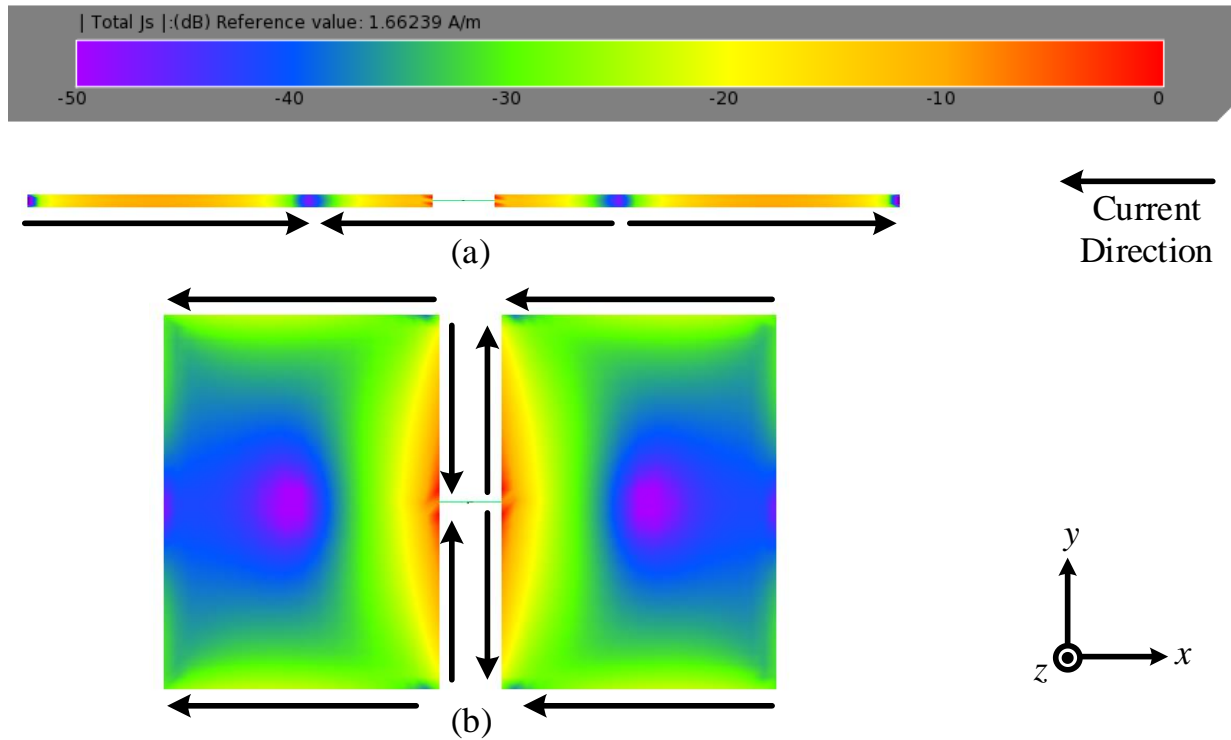 | Total Js |:(dB) Reference value: 1.66239 A/m
-50 -40 -30 -20 -10 0
Current
Direction
(a)
y
x
z
(b)